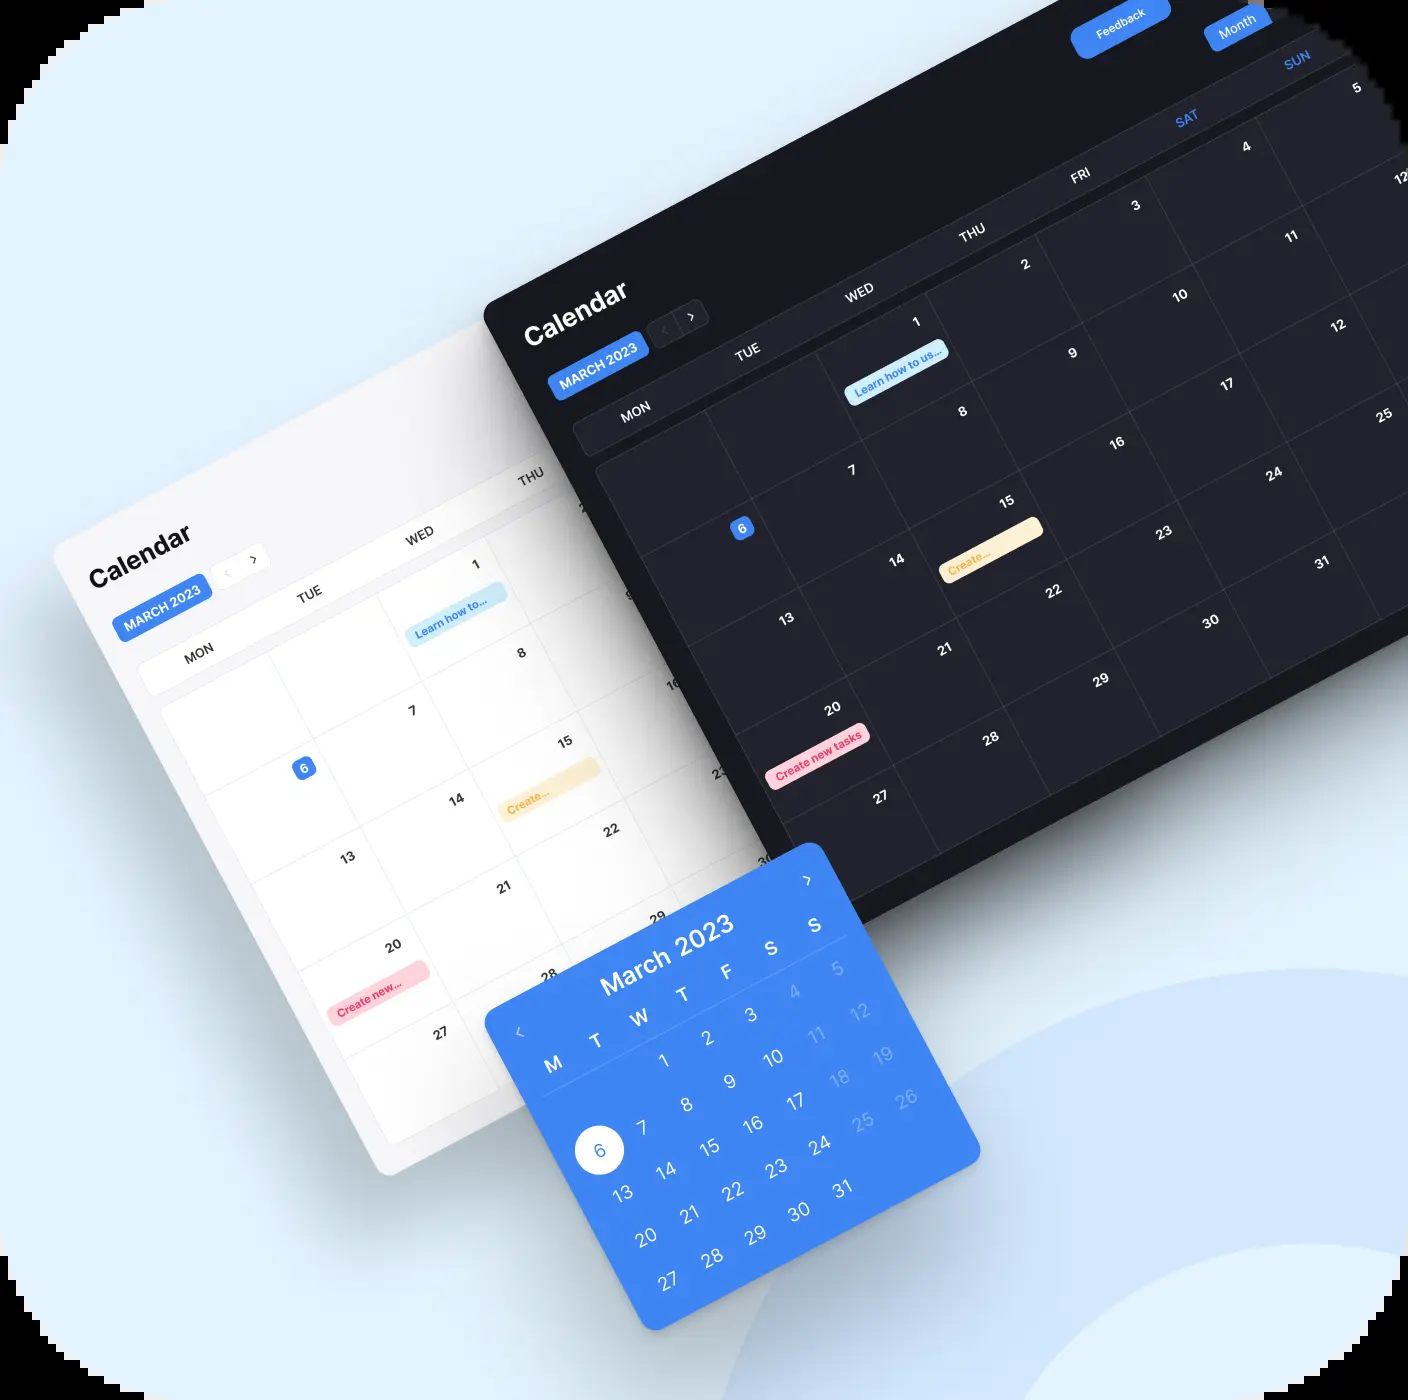 Feedback
Month
Calendar
MARCH 2023
MON TUE WED THU FRI SAT SUN
1 2 3 4 5
Learn how to us...
6 7 8 9 10 11 12
13 14 15 16 17 12
Create...
20 21 22 23 24 25
Create new tasks
27 28 29 30 31
Calendar
MARCH 2023
MON TUE WED THU
1
Learn how to...
6 7 8
13 14 15 16
Create...
20 21 22 23
Create new...
27 28 29 30
March 2023
M T W T F S S
1 2 3 4 5
6 7 8 9 10 11 12
13 14 15 16 17 18 19
20 21 22 23 24 25 26
27 28 29 30 31